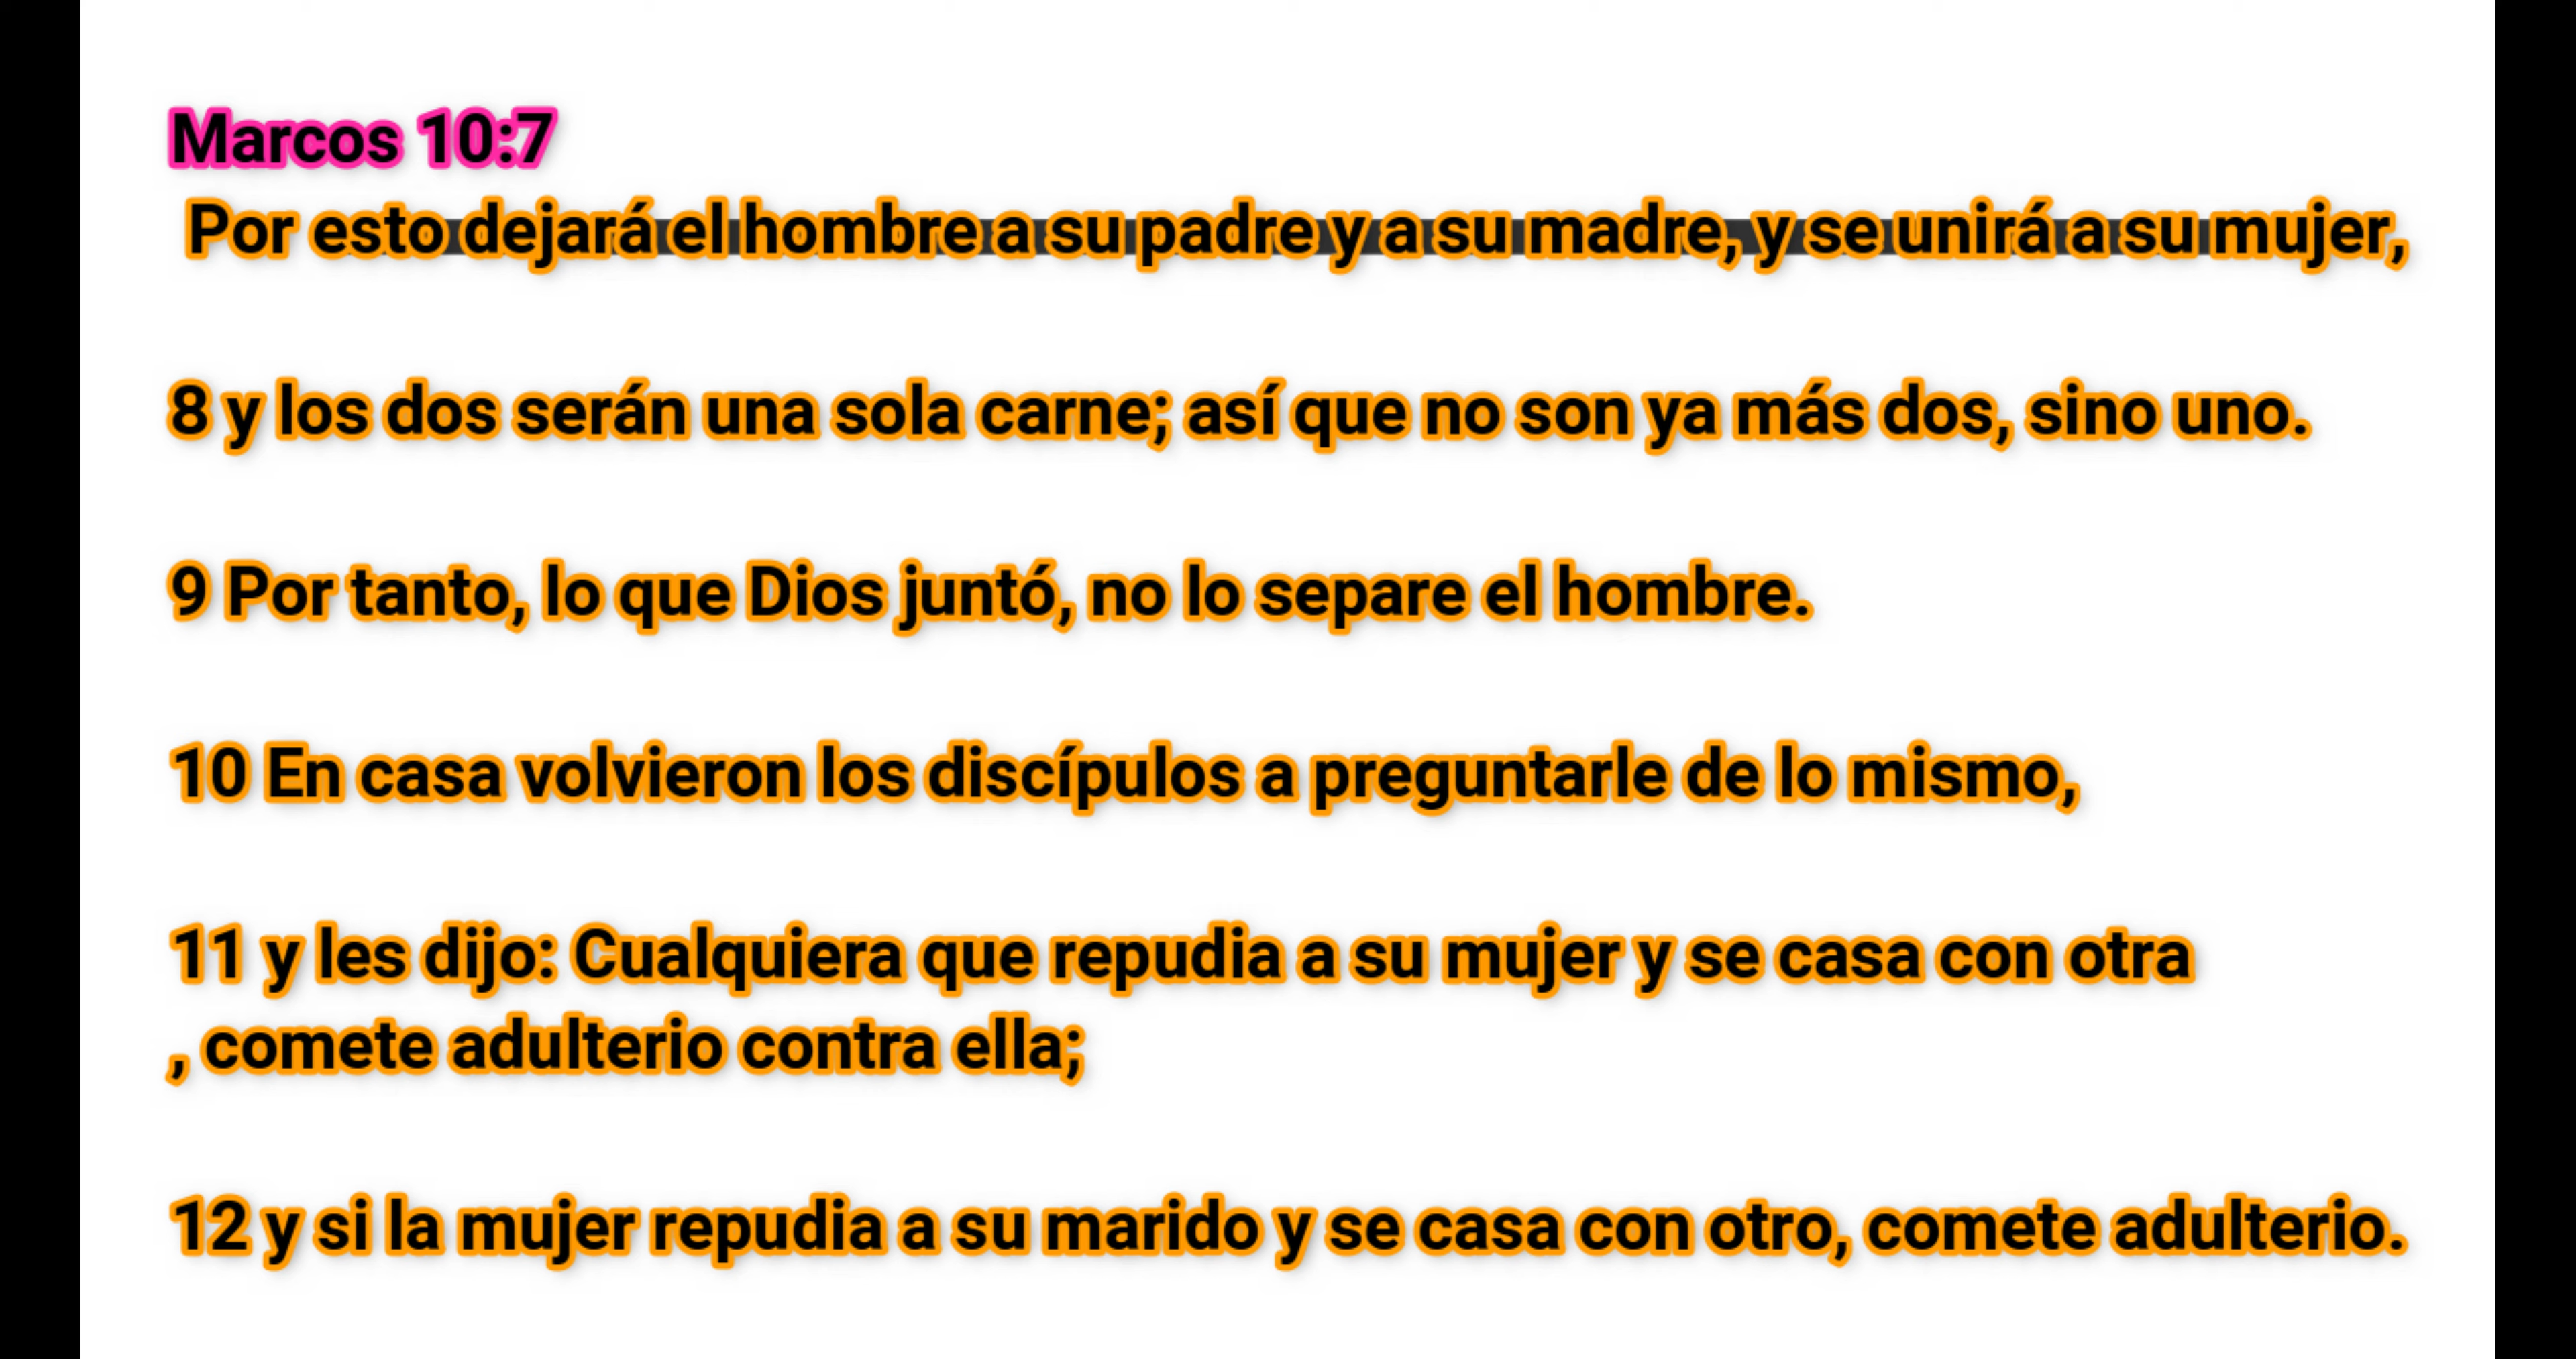 Marcos 10:7
Por esto dejará el hombre a su padre y a su madre, y se unirá a su mujer,
8 y los dos serán una sola carne; así que no son ya más dos, sino uno.
9 Por tanto, lo que Dios juntó, no lo separe el hombre.
10 En casa volvieron los discípulos a preguntarle de lo mismo,
11 y les dijo: Cualquiera que repudia a su mujer y se casa con otra
, comete adulterio contra ella;
12 y si la mujer repudia a su marido y se casa con otro, comete adulterio.